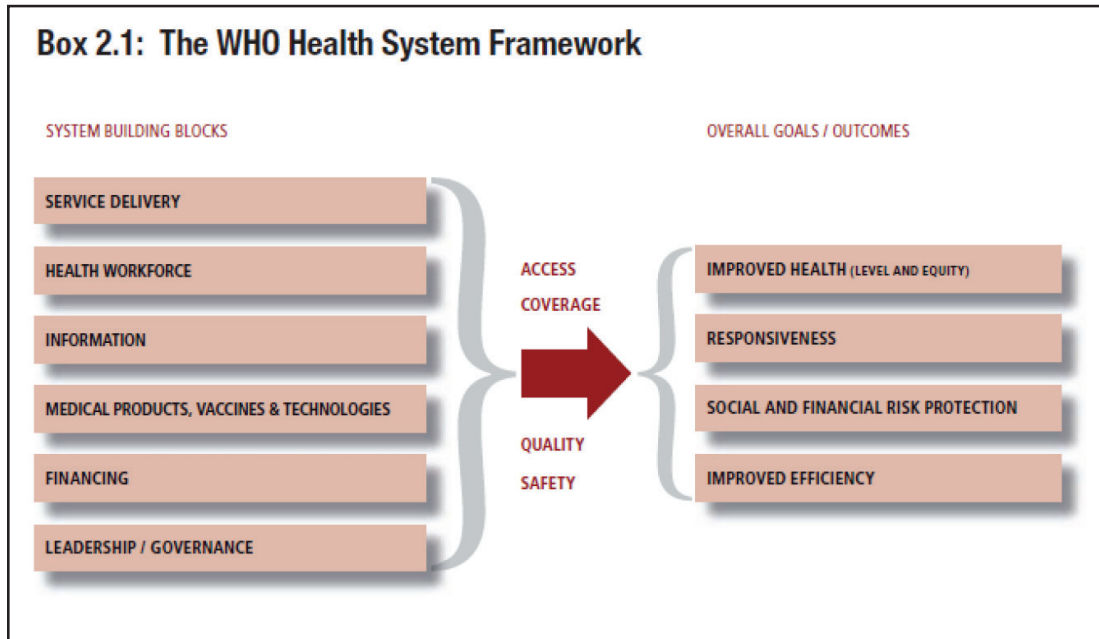 Box 2.1: The WHO Health System Framework
SYSTEM BUILDING BLOCKS
OVERALL GOALS / OUTCOMES
SERVICE DELIVERY
HEALTH WORKFORCE
INFORMATION
MEDICAL PRODUCTS, VACCINES & TECHNOLOGIES
FINANCING
LEADERSHIP / GOVERNANCE
ACCESS
COVERAGE
QUALITY
SAFETY
IMPROVED HEALTH (LEVEL AND EQUITY)
RESPONSIVENESS
SOCIAL AND FINANCIAL RISK PROTECTION
IMPROVED EFFICIENCY